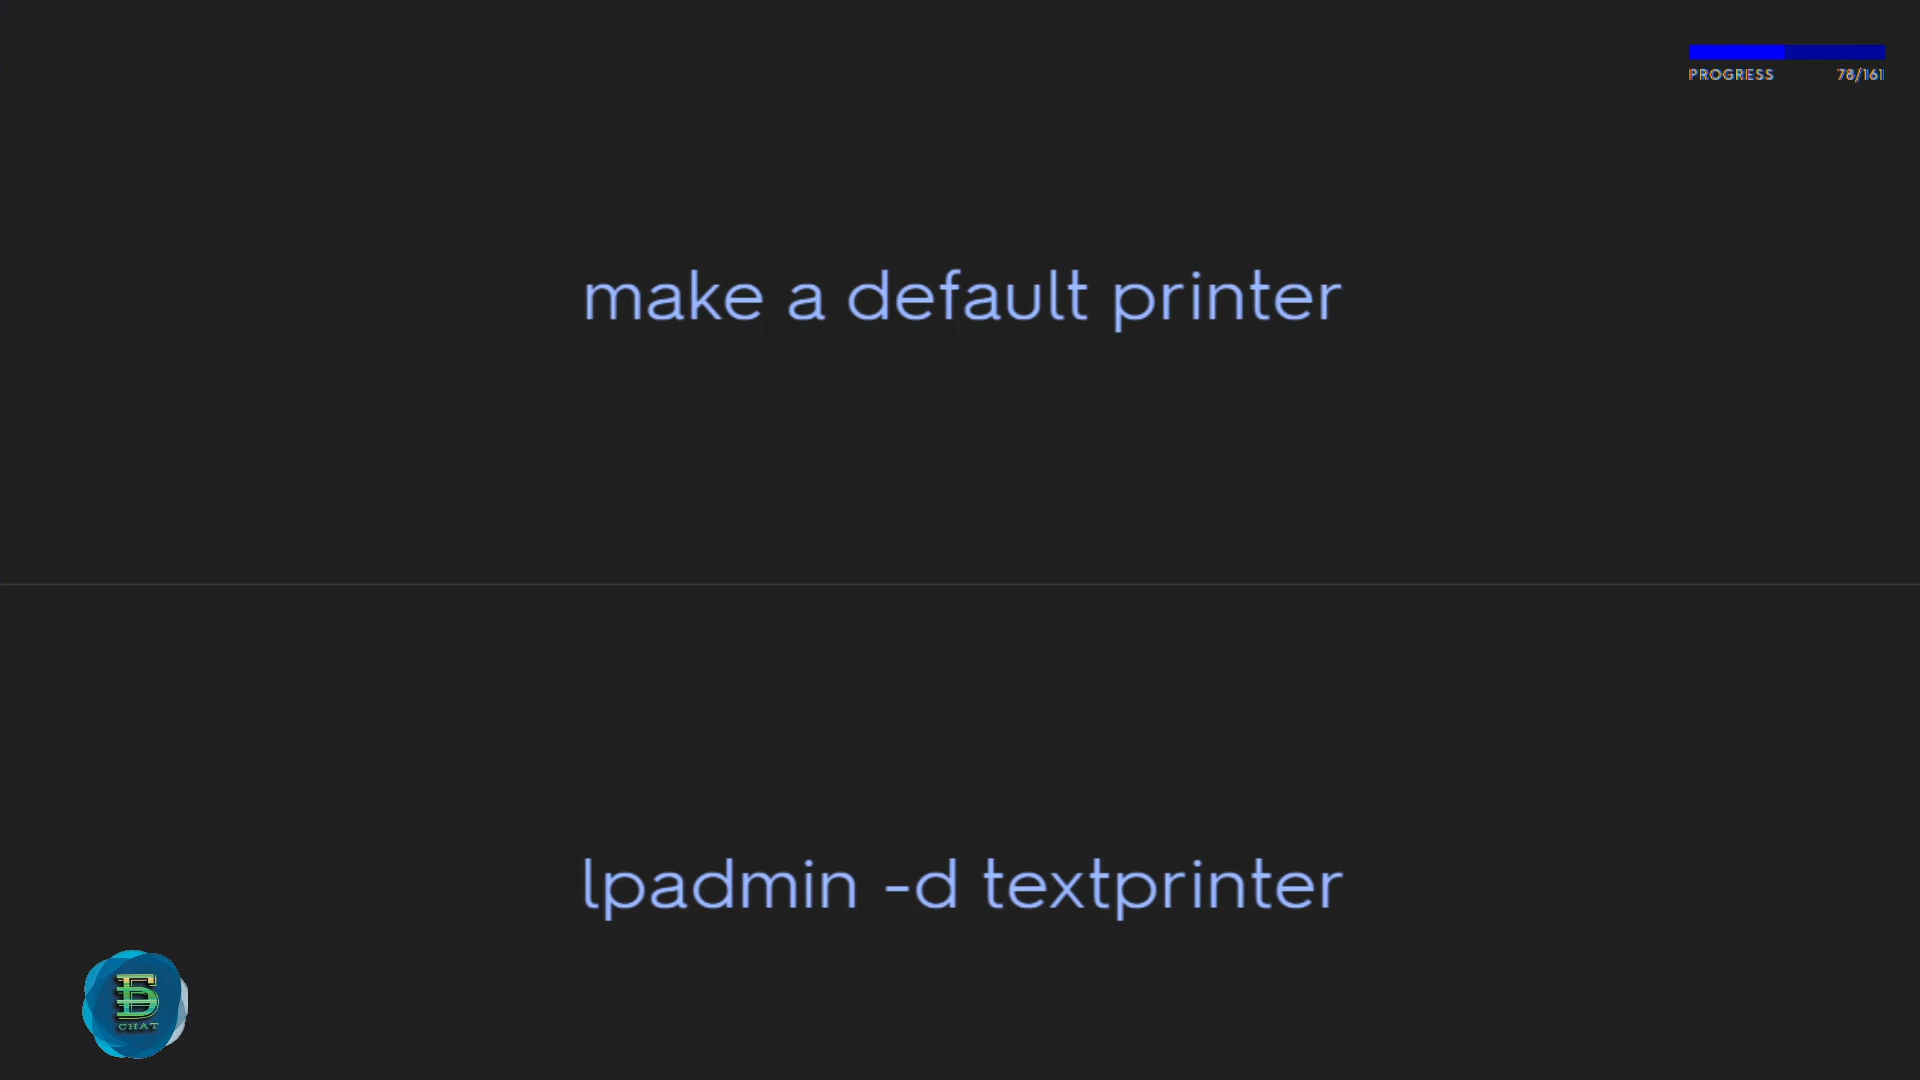 PROGRESS 78/161
make a default printer
lpadmin -d textprinter
CHAT